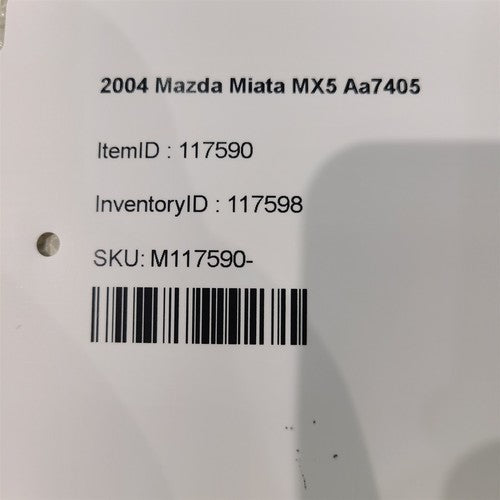 2004 Mazda Miata MX5 Aa7405
ItemID : 117590
InventoryID : 117598
SKU: M117590-